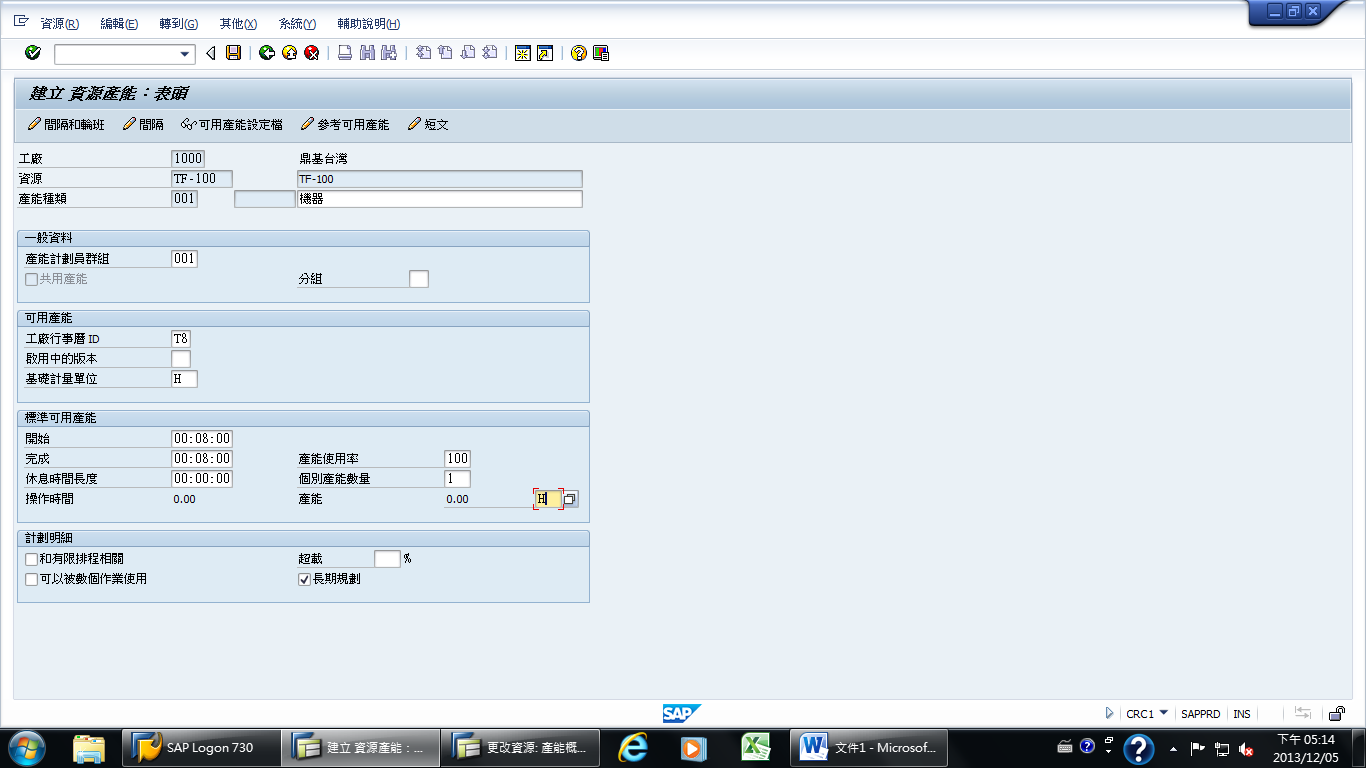 資源(R) 編輯(E) 轉到(G) 其他(X) 系統(Y) 輔助說明(H)
建立 資源產能：表頭
間隔和輪班 間隔 可用產能設定檔 參考可用產能 短文
工廠 1000 鼎基台灣
資源 TF-100 TF-100
產能種類 001 機器
一般資料
產能計劃員群組 001
共用產能 分組
可用產能
工廠行事曆 ID T8
啟用中的版本
基礎計量單位 H
標準可用產能
開始 00:08:00
完成 00:08:00 產能使用率 100
休息時間長度 00:00:00 個別產能數量 1
操作時間 0.00 產能 0.00 H
計劃明細
和有限排程相關 超載 %
可以被數個作業使用 長期規劃
SAP CRC1 SAPPRD INS
SAP Logon 730 建立 資源產能：... 更改資源: 產能概... 文件1 - Microsof... 下午 05:14
2013/12/05